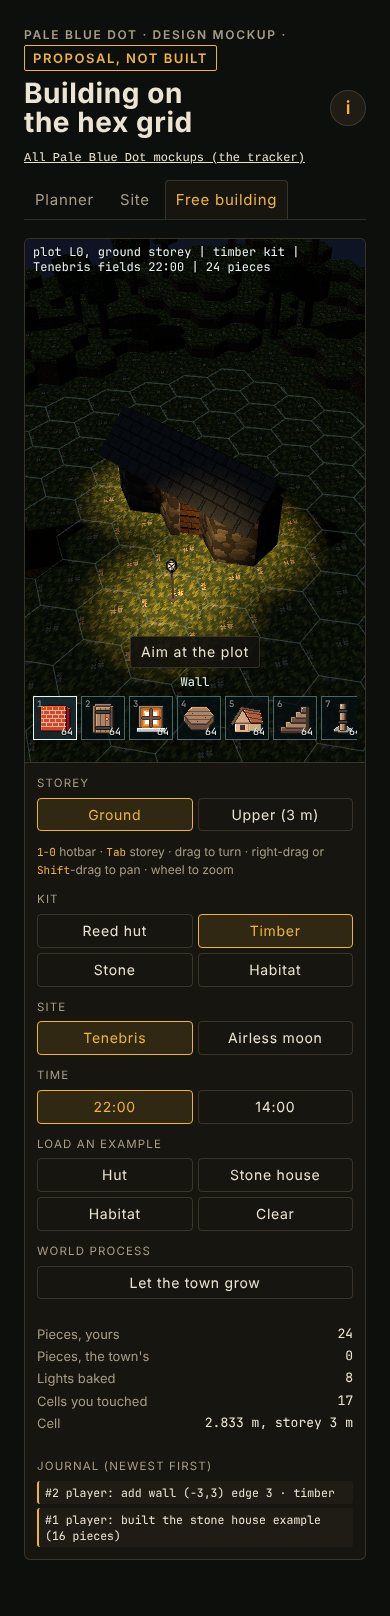 PALE BLUE DOT · DESIGN MOCKUP ·
PROPOSAL, NOT BUILT
Building on
the hex grid
i
All Pale Blue Dot mockups (the tracker)
Planner Site Free building
plot L0, ground storey | timber kit |
Tenebris fields 22:00 | 24 pieces
Aim at the plot
Wall
1 2 3 4 5 6 7
64 64 64 64 64 64 64
STOREY
Ground Upper (3 m)
1-0 hotbar · Tab storey · drag to turn · right-drag or
Shift-drag to pan · wheel to zoom
KIT
Reed hut Timber
Stone Habitat
SITE
Tenebris Airless moon
TIME
22:00 14:00
LOAD AN EXAMPLE
Hut Stone house
Habitat Clear
WORLD PROCESS
Let the town grow
Pieces, yours 24
Pieces, the town's 0
Lights baked 8
Cells you touched 17
Cell 2.833 m, storey 3 m
JOURNAL (NEWEST FIRST)
#2 player: add wall (-3,3) edge 3 · timber
#1 player: built the stone house example
(16 pieces)